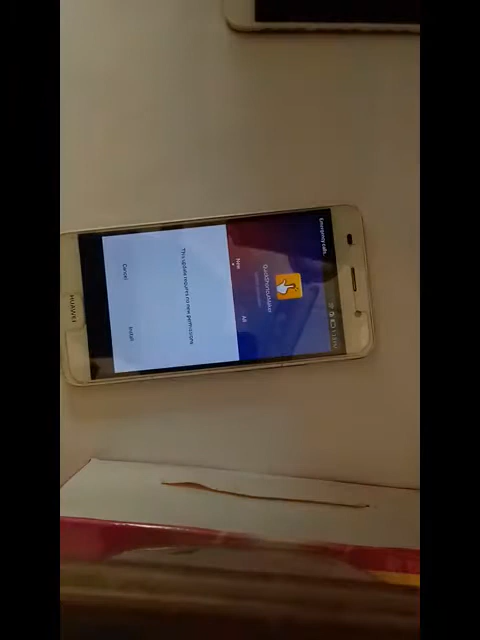 Emergency calls
QuickShortcutMaker
New
All
This update requires no new permissions.
Cancel
Install
HUAWEI